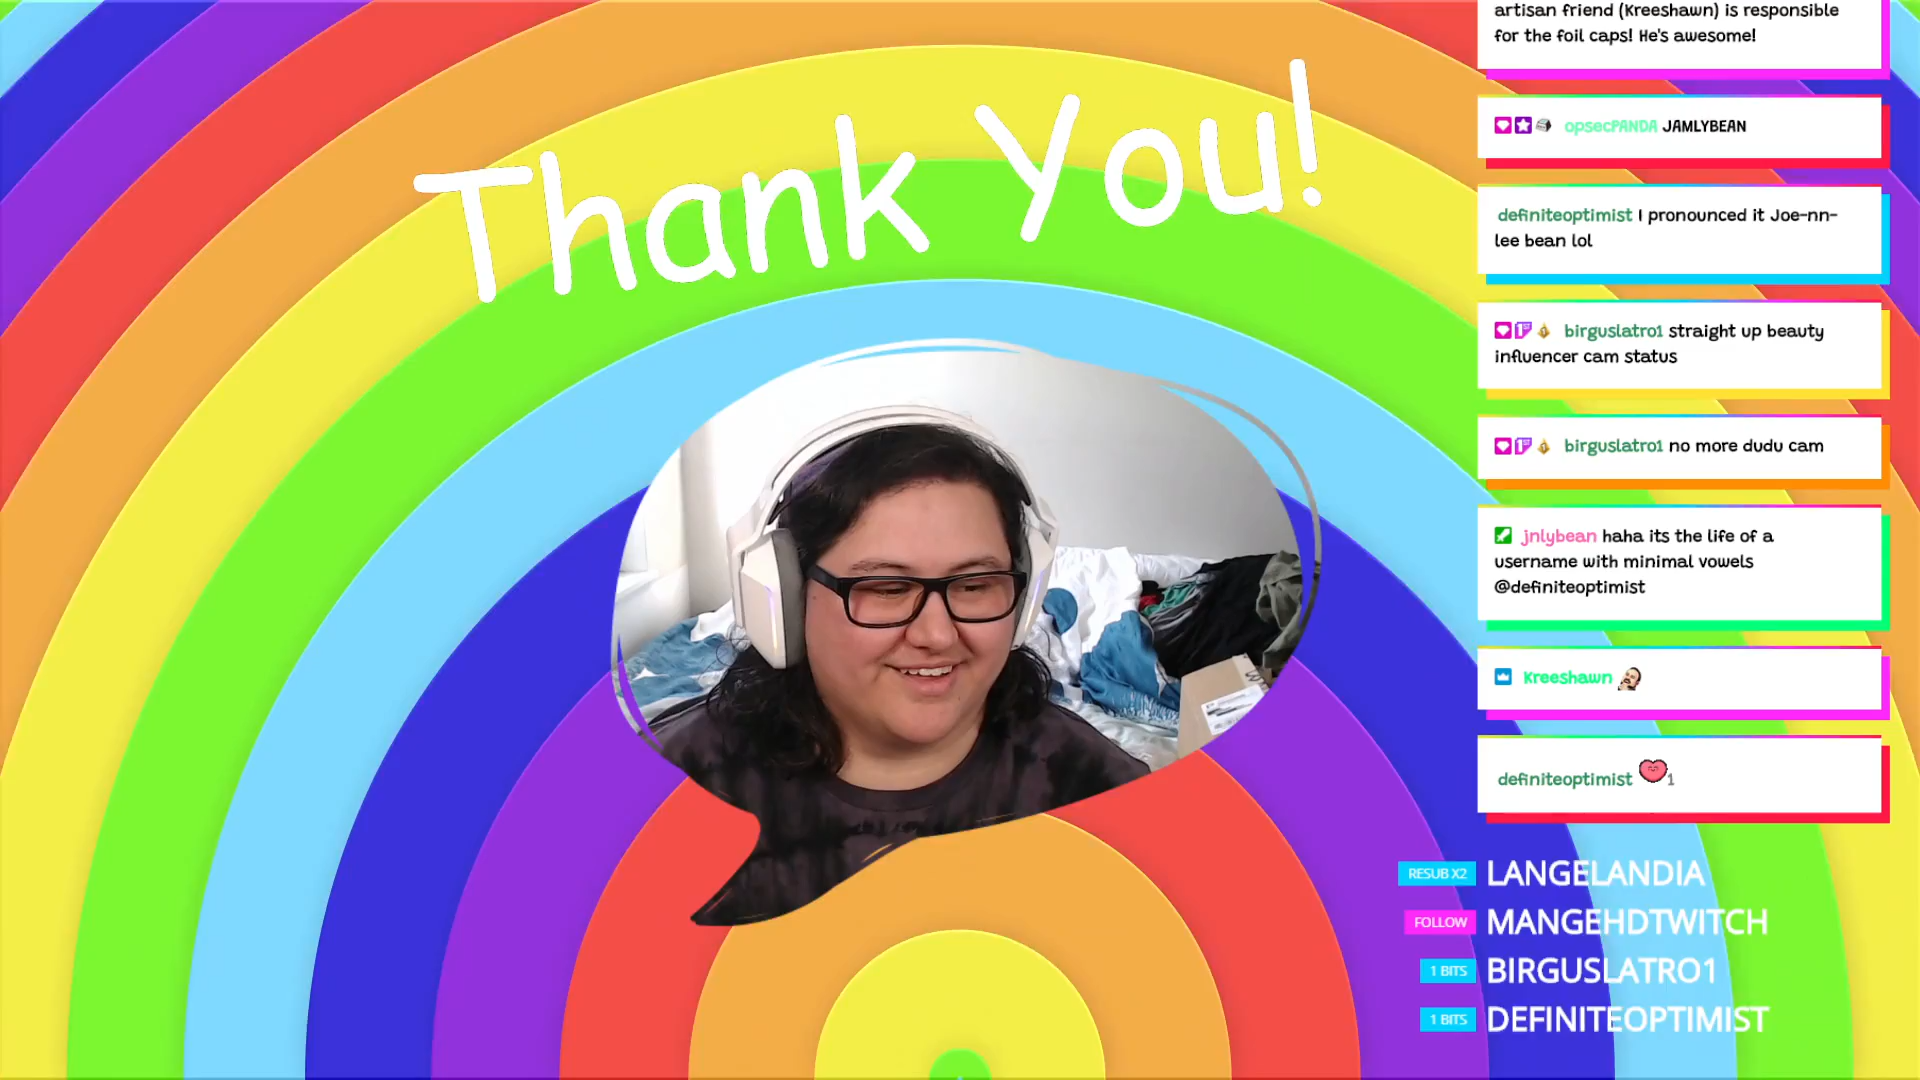 Thank You!
artisan friend (Kreeshawn) is responsible
for the foil caps! He's awesome!
opsecPANDA JAMLYBEAN
definiteoptimist I pronounced it Joe-nn-
lee bean lol
birguslatro1 straight up beauty
influencer cam status
birguslatro1 no more dudu cam
jnlybean haha its the life of a
username with minimal vowels
@definiteoptimist
Kreeshawn
definiteoptimist 1
RESUB X2 LANGELANDIA
FOLLOW MANGEHDTWITCH
1 BITS BIRGUSLATRO1
1 BITS DEFINITEOPTIMIST